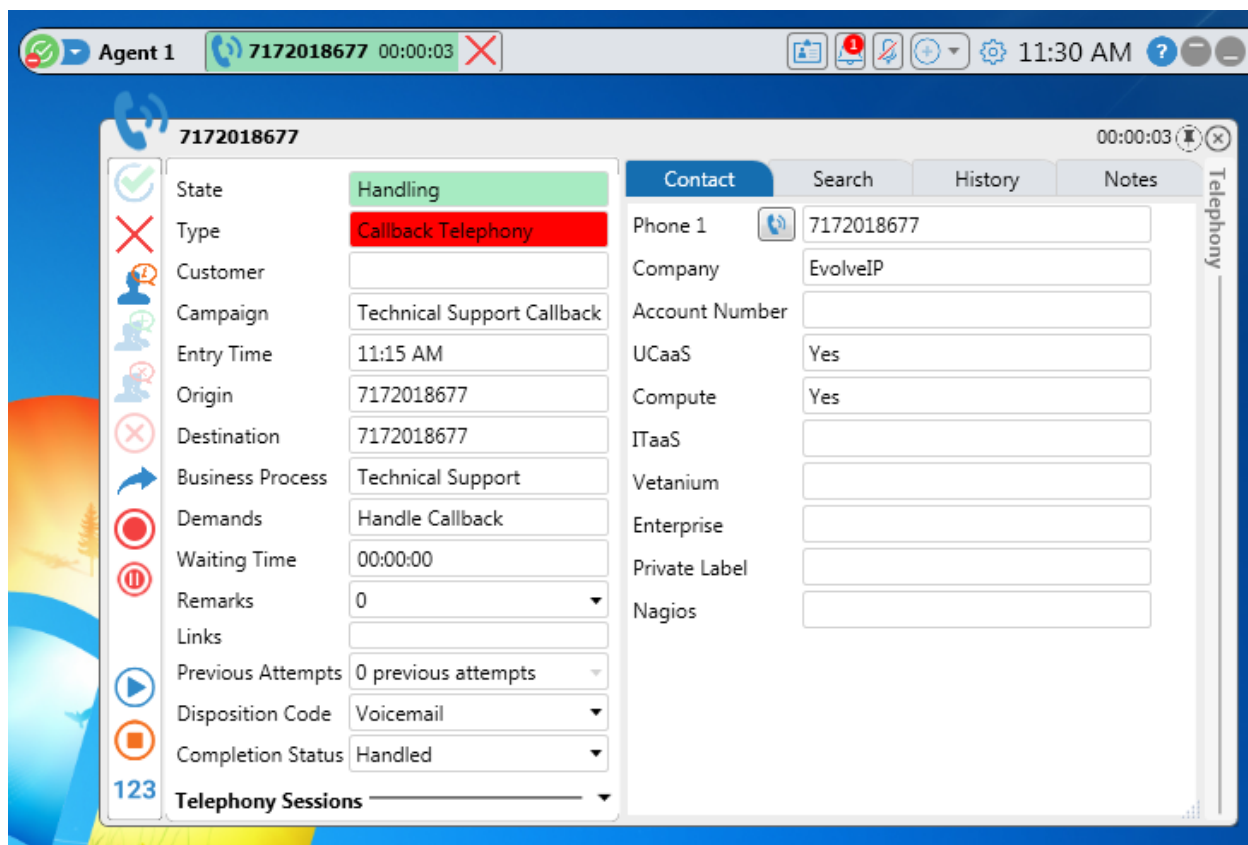 Agent 1 7172018677 00:00:03 1 11:30 AM ?
7172018677 00:00:03
Contact Search History Notes
Telephony
State Handling
Type Callback Telephony
Customer
Campaign Technical Support Callback
Entry Time 11:15 AM
Origin 7172018677
Destination 7172018677
Business Process Technical Support
Demands Handle Callback
Waiting Time 00:00:00
Remarks 0
Links
Previous Attempts 0 previous attempts
Disposition Code Voicemail
Completion Status Handled
123
Telephony Sessions
Phone 1 7172018677
Company EvolveIP
Account Number
UCaaS Yes
Compute Yes
ITaaS
Vetanium
Enterprise
Private Label
Nagios